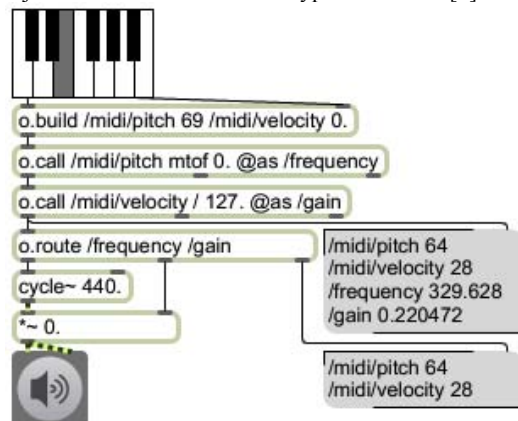 o.build /midi/pitch 69 /midi/velocity 0.
o.call /midi/pitch mtof 0. @as /frequency
o.call /midi/velocity / 127. @as /gain
o.route /frequency /gain
cycle~ 440.
*~ 0.
/midi/pitch 64
/midi/velocity 28
/frequency 329.628
/gain 0.220472
/midi/pitch 64
/midi/velocity 28